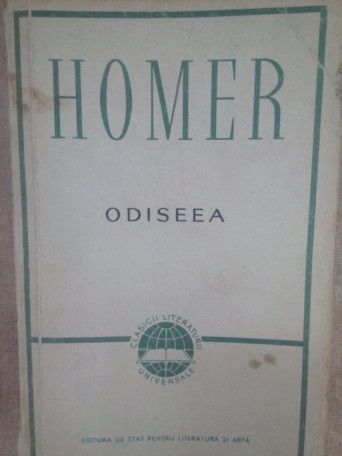 HOMER
ODISEEA
CLASICII LITERATURII
UNIVERSALE
EDITURA DE STAT PENTRU LITERATURĂ ȘI ARTĂ